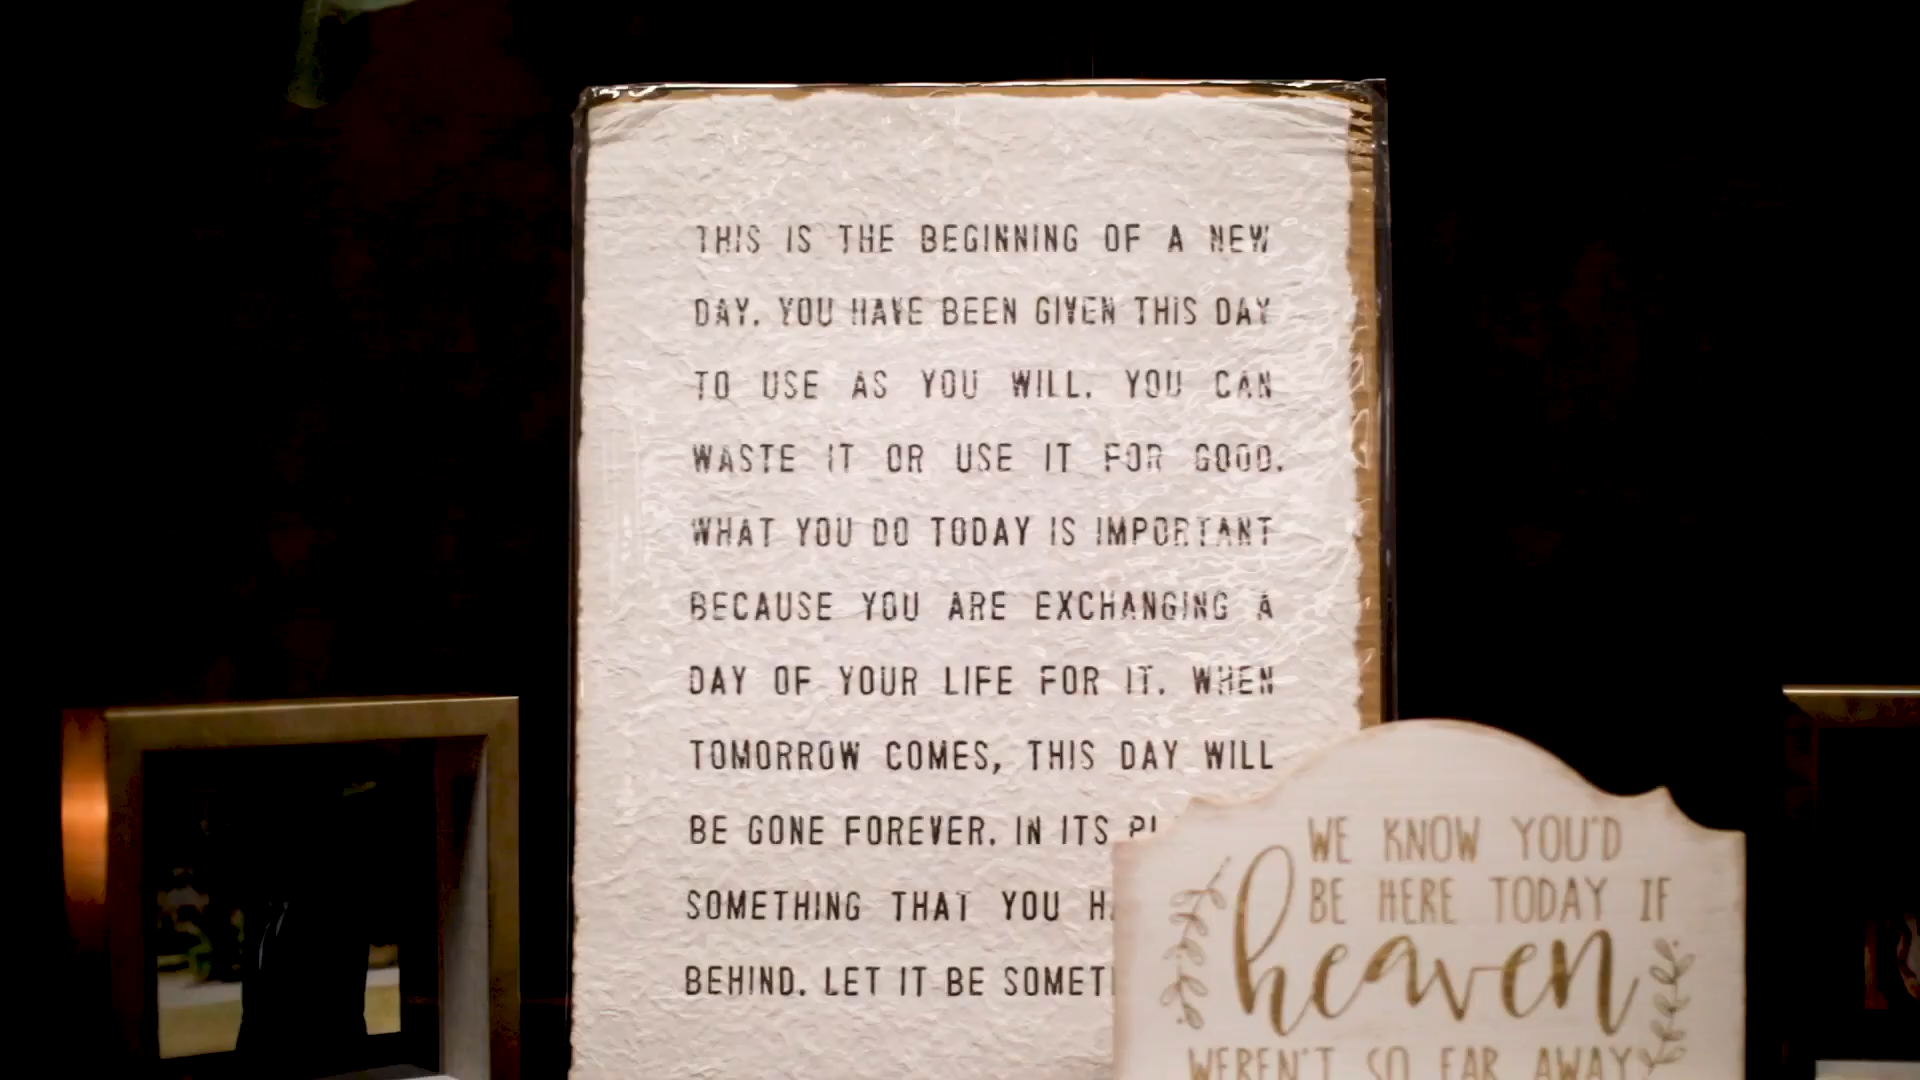 THIS IS THE BEGINNING OF A NEW
DAY. YOU HAVE BEEN GIVEN THIS DAY
TO USE AS YOU WILL. YOU CAN
WASTE IT OR USE IT FOR GOOD.
WHAT YOU DO TODAY IS IMPORTANT
BECAUSE YOU ARE EXCHANGING A
DAY OF YOUR LIFE FOR IT. WHEN
TOMORROW COMES, THIS DAY WILL
BE GONE FOREVER. IN ITS
SOMETHING THAT YOU
BEHIND. LET IT BE
WE KNOW YOU'D
BE HERE TODAY IF
heaven
WEREN'T SO FAR AWAY